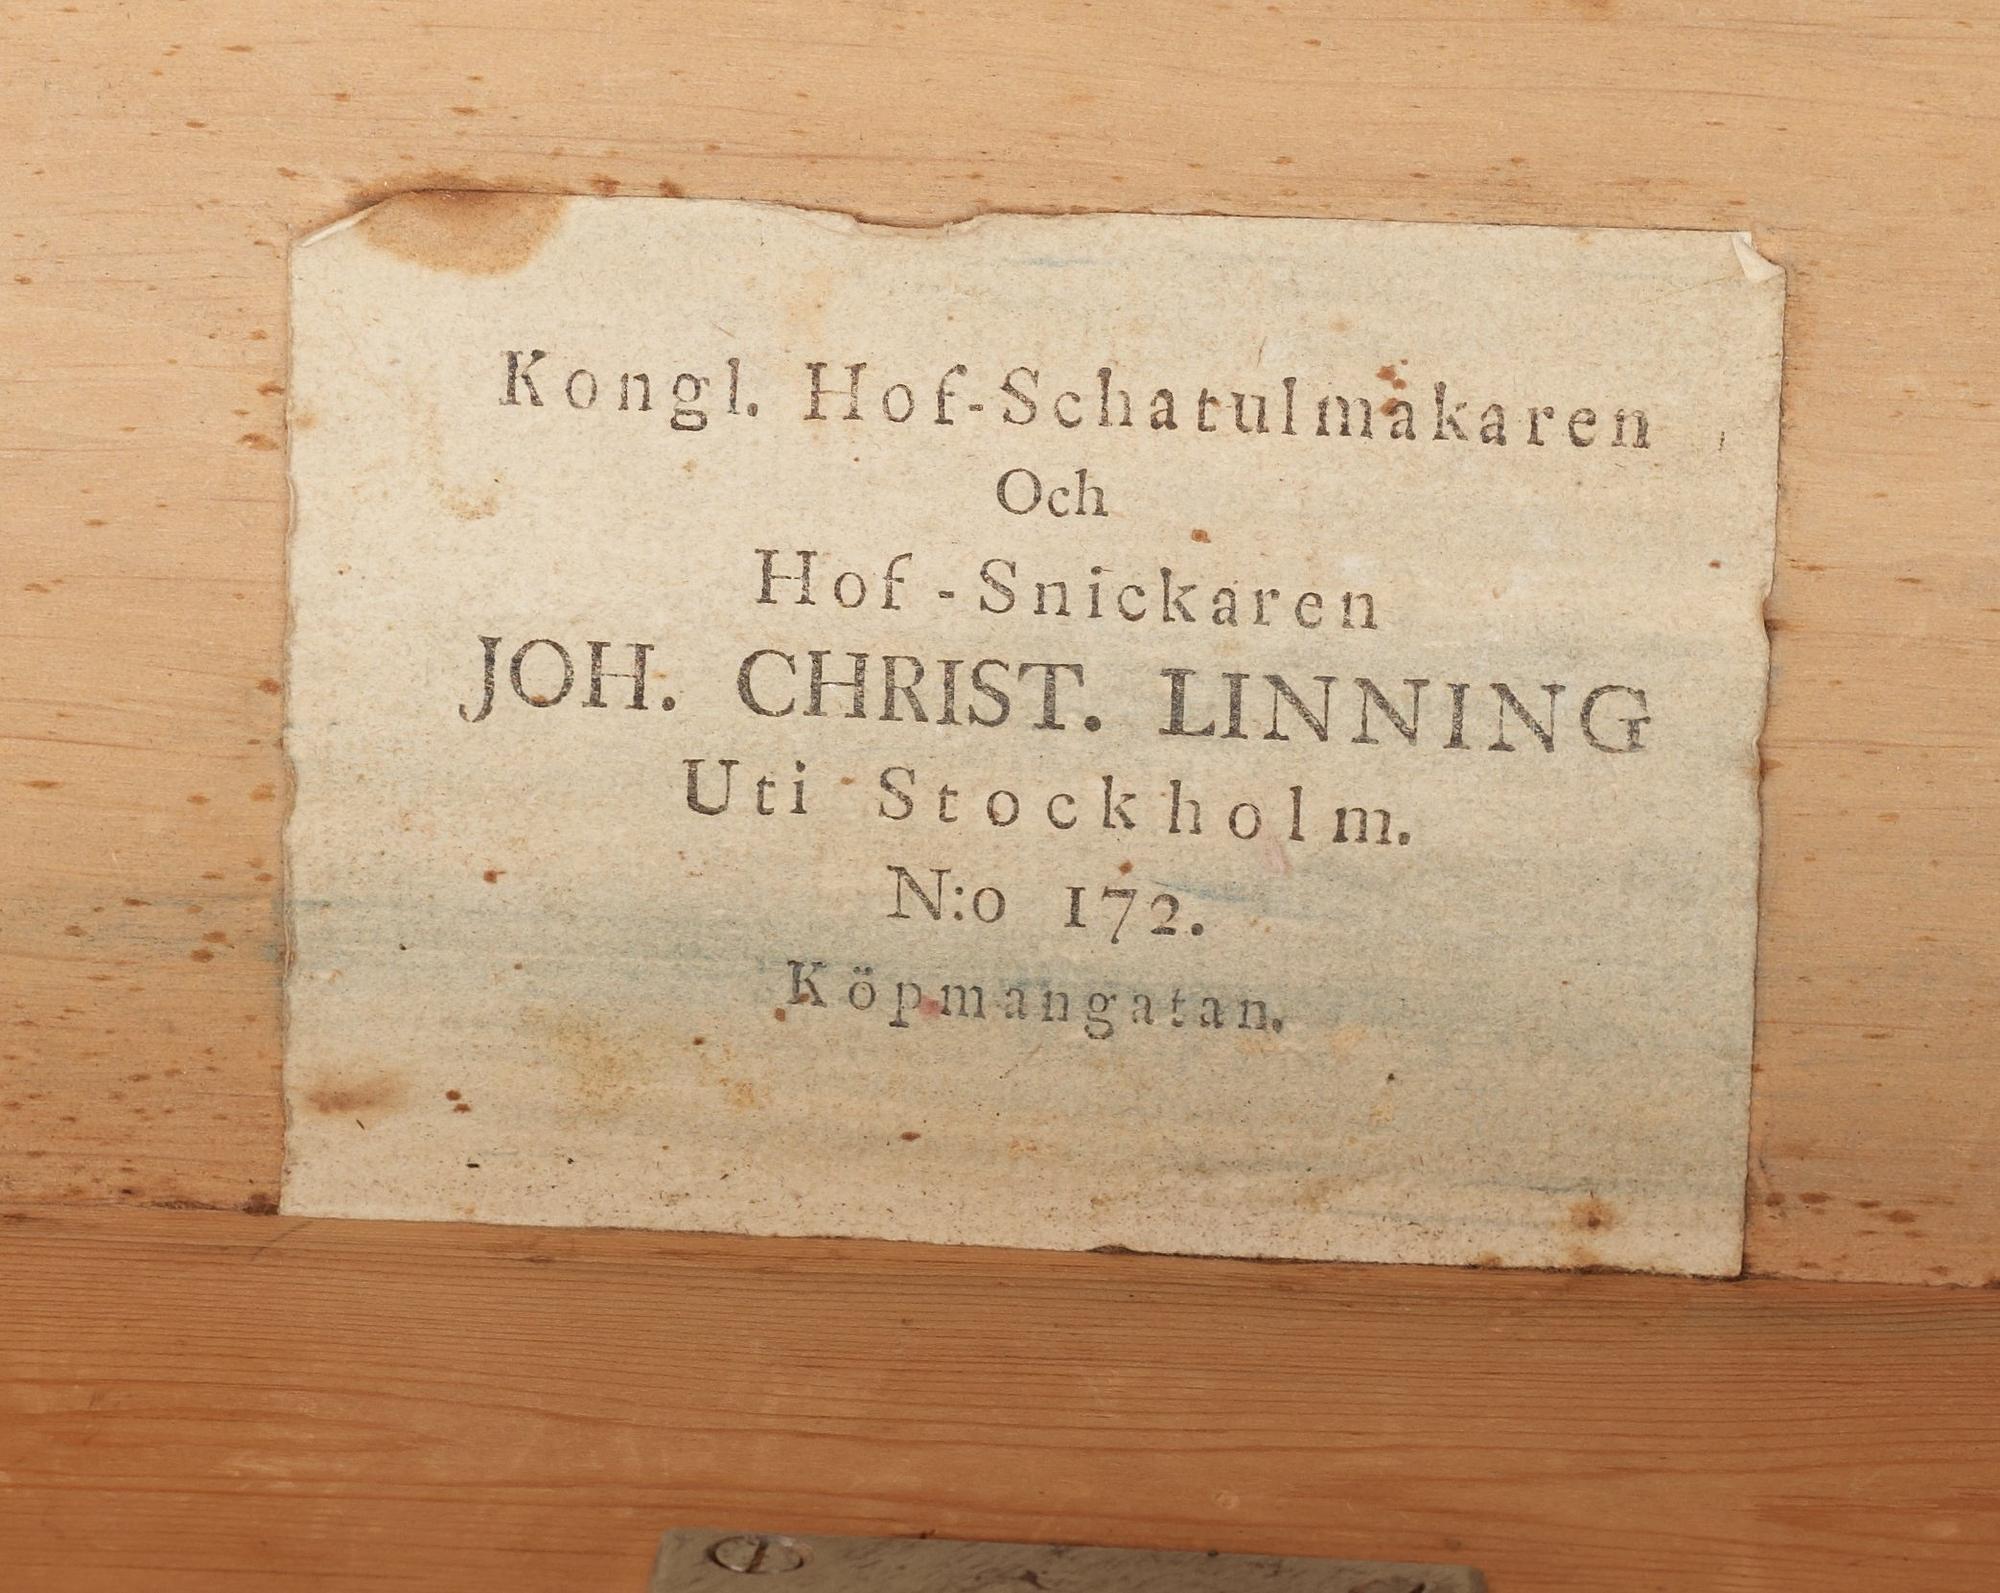 Kongl. Hof-Schatulmakaren
Och
Hof-Snickaren
JOH. CHRIST. LINNING
Uti Stockholm.
N:o 172.
Köpmangatan.